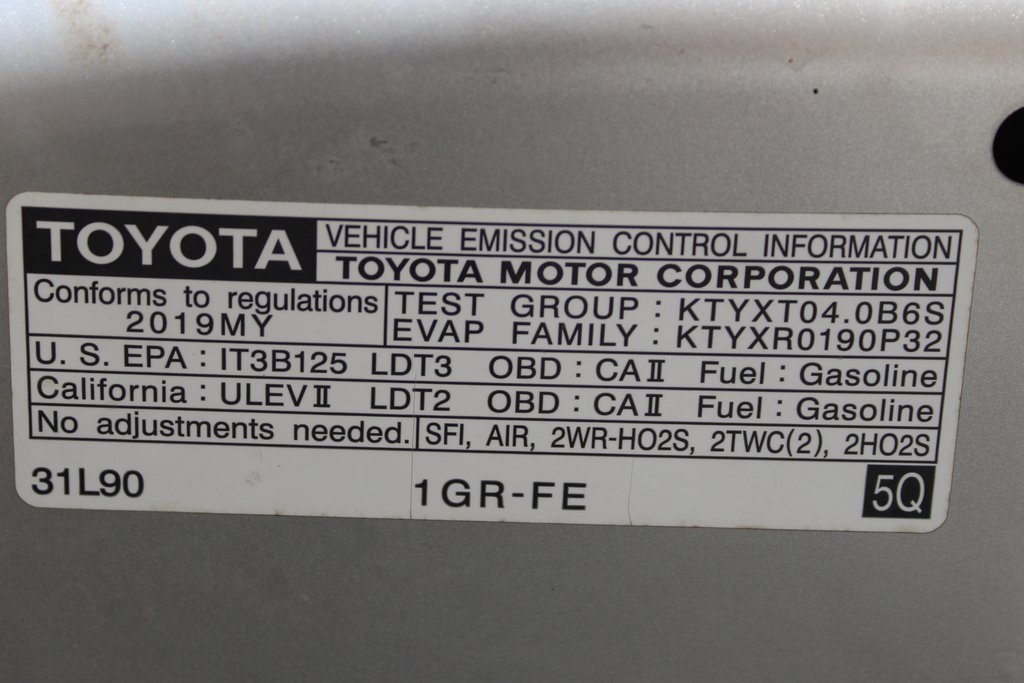 TOYOTA VEHICLE EMISSION CONTROL INFORMATION
TOYOTA MOTOR CORPORATION
Conforms to regulations TEST GROUP : KTYXT04.0B6S
2019MY EVAP FAMILY : KTYXR0190P32
U. S. EPA : IT3B125 LDT3 OBD : CAⅡ Fuel : Gasoline
California : ULEVⅡ LDT2 OBD : CAⅡ Fuel : Gasoline
No adjustments needed. SFI, AIR, 2WR-HO2S, 2TWC(2), 2HO2S
31L90 1GR-FE 5Q